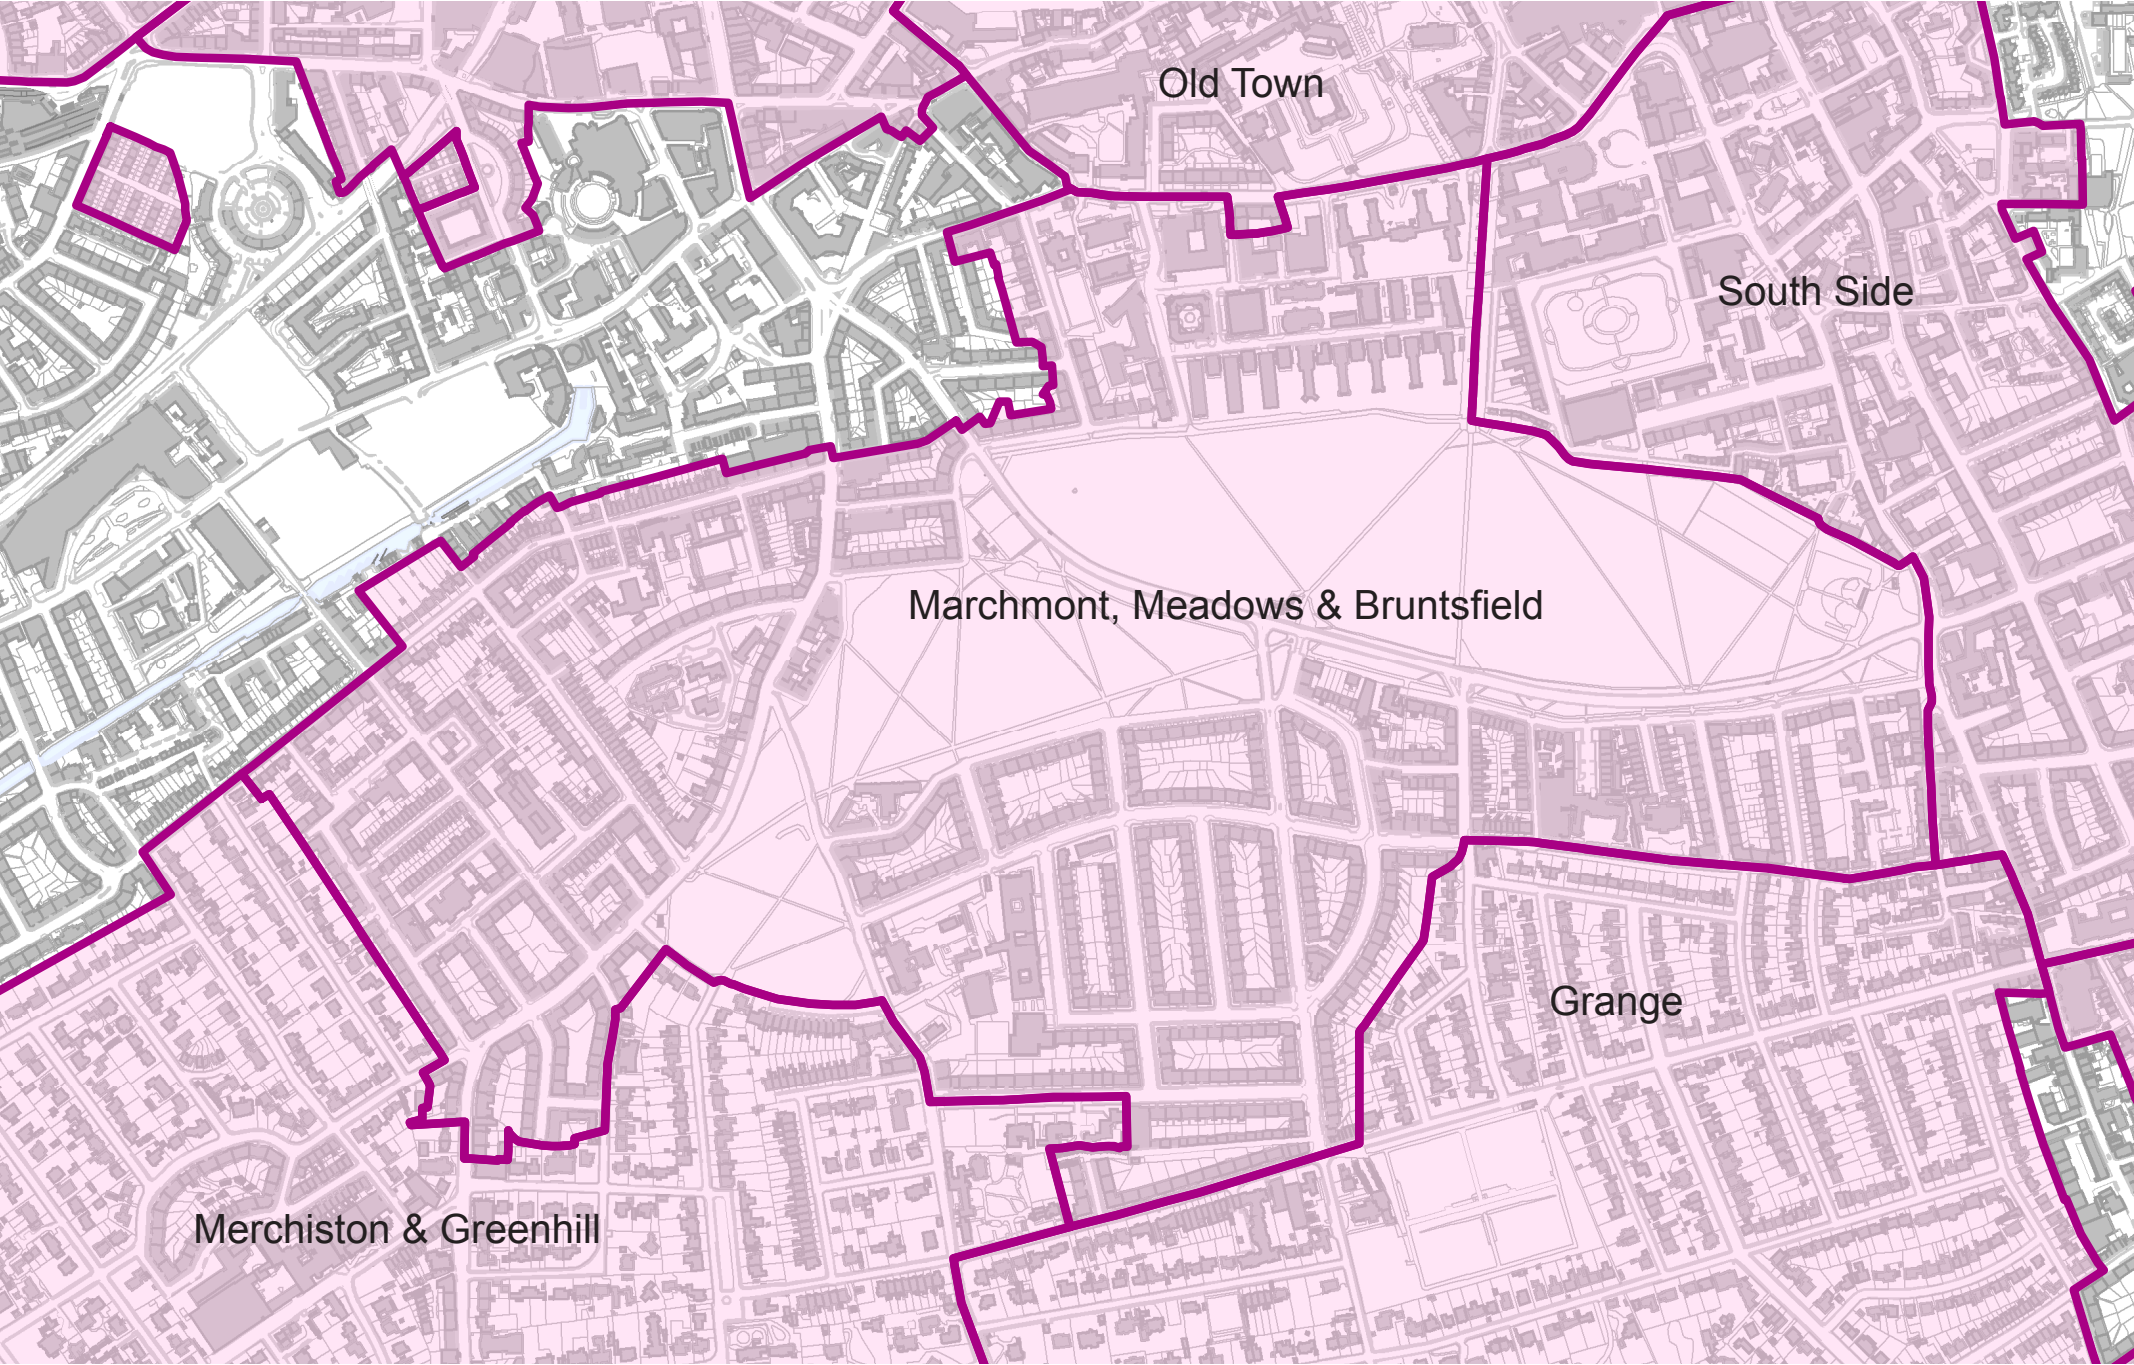 Old Town
South Side
Marchmont, Meadows & Bruntsfield
Grange
Merchiston & Greenhill